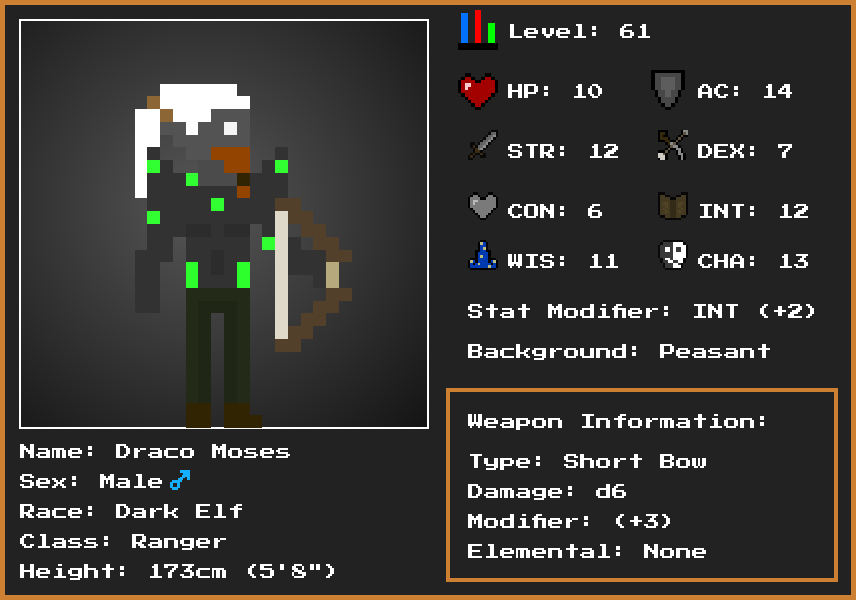 Level: 61
HP: 10
AC: 14
STR: 12
DEX: 7
CON: 6
INT: 12
WIS: 11
CHA: 13
Stat Modifier: INT (+2)
Background: Peasant
Weapon Information:
Type: Short Bow
Damage: d6
Modifier: (+3)
Elemental: None
Name: Draco Moses
Sex: Male♂
Race: Dark Elf
Class: Ranger
Height: 173cm (5'8")